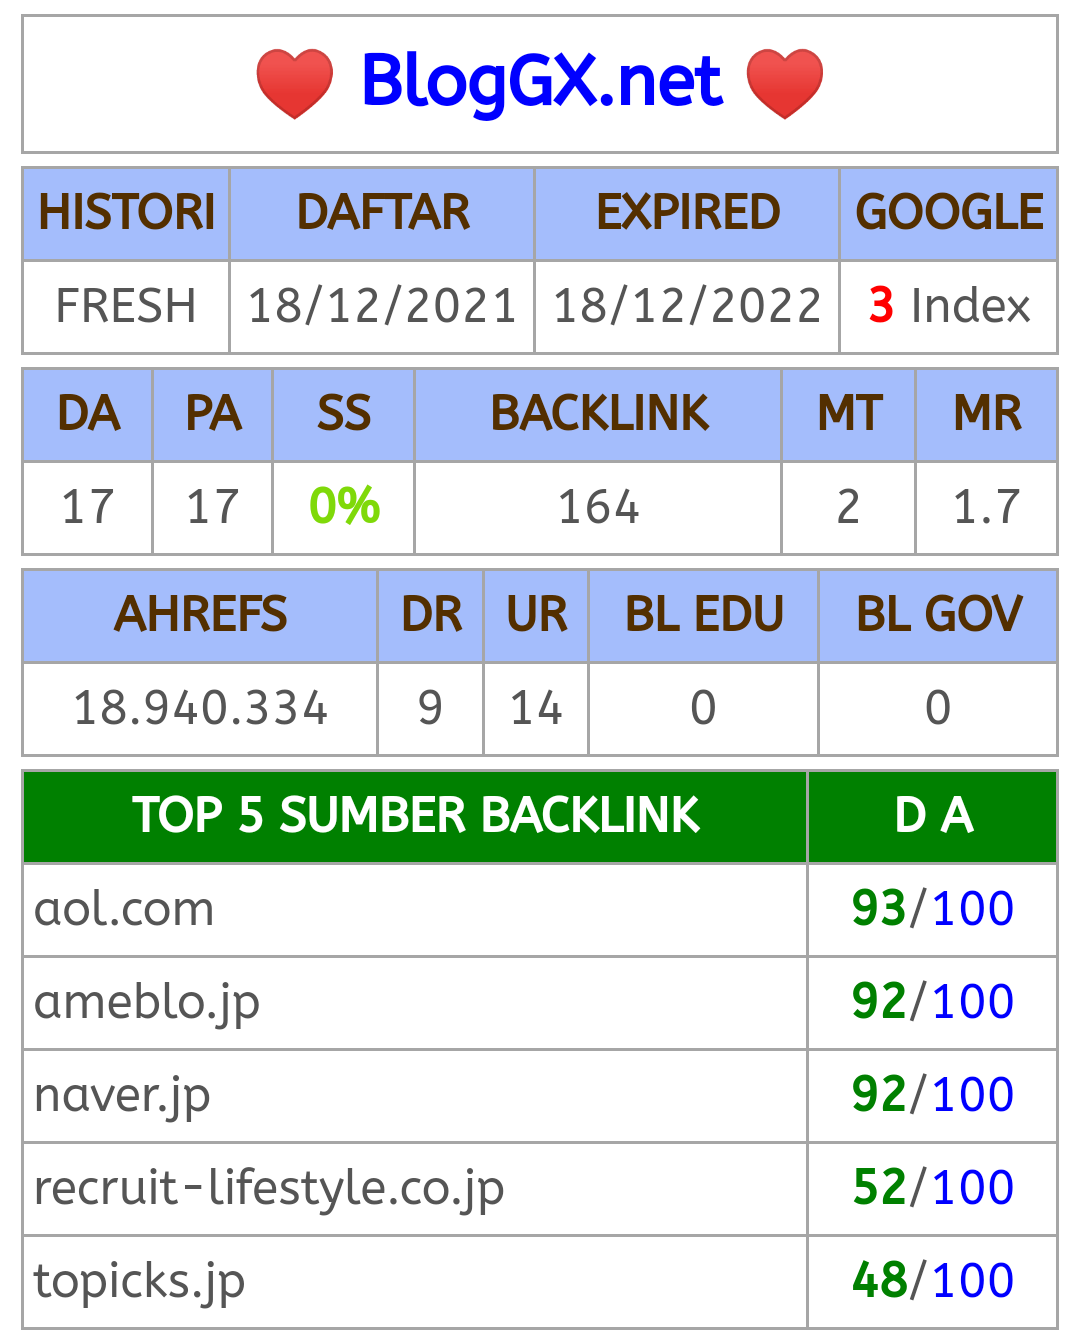 ❤️ BlogGX.net ❤️
HISTORI DAFTAR EXPIRED GOOGLE
FRESH 18/12/2021 18/12/2022 3 Index
DA PA SS BACKLINK MT MR
17 17 0% 164 2 1.7
AHREFS DR UR BL EDU BL GOV
18.940.334 9 14 0 0
TOP 5 SUMBER BACKLINK D A
aol.com 93/100
ameblo.jp 92/100
naver.jp 92/100
recruit-lifestyle.co.jp 52/100
topicks.jp 48/100